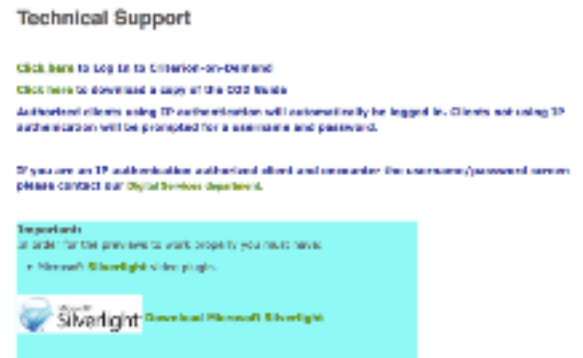 Technical Support
Click here to Log In to Criterion-on-Demand
Click here to download a copy of the COD Guide
Authorized clients using IP authentication will automatically be logged in. Clients not using IP
authentication will be prompted for a username and password.
If you are an IP authentication authorized client and encounter the username/password screen
please contact our Digital Services department.
Important:
In order for the previews to work properly you must have:
• Microsoft Silverlight video plugin.
Microsoft
Silverlight Download Microsoft Silverlight